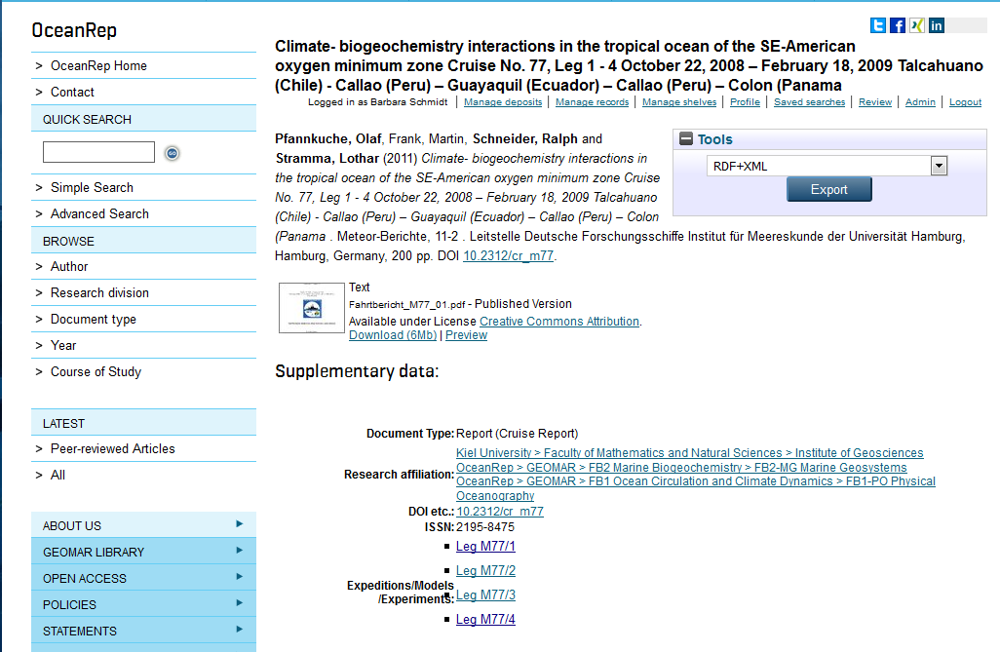 OceanRep
> OceanRep Home
> Contact
QUICK SEARCH
GO
> Simple Search
> Advanced Search
BROWSE
> Author
> Research division
> Document type
> Year
> Course of Study
LATEST
> Peer-reviewed Articles
> All
ABOUT US
GEOMAR LIBRARY
OPEN ACCESS
POLICIES
STATEMENTS
Climate- biogeochemistry interactions in the tropical ocean of the SE-American
oxygen minimum zone Cruise No. 77, Leg 1 - 4 October 22, 2008 – February 18, 2009 Talcahuano
(Chile) - Callao (Peru) – Guayaquil (Ecuador) – Callao (Peru) – Colon (Panama
Logged in as Barbara Schmidt | Manage deposits | Manage records | Manage shelves | Profile | Saved searches | Review | Admin | Logout
Pfannkuche, Olaf, Frank, Martin, Schneider, Ralph and
Stramma, Lothar (2011) Climate- biogeochemistry interactions in
the tropical ocean of the SE-American oxygen minimum zone Cruise
No. 77, Leg 1 - 4 October 22, 2008 – February 18, 2009 Talcahuano
(Chile) - Callao (Peru) – Guayaquil (Ecuador) – Callao (Peru) – Colon
(Panama . Meteor-Berichte, 11-2 . Leitstelle Deutsche Forschungsschiffe Institut für Meereskunde der Universität Hamburg,
Hamburg, Germany, 200 pp. DOI 10.2312/cr_m77.
Tools
RDF+XML
Export
Text
Fahrtbericht_M77_01.pdf - Published Version
Available under License Creative Commons Attribution.
Download (6Mb) | Preview
Supplementary data:
Document Type: Report (Cruise Report)
Research affiliation: Kiel University > Faculty of Mathematics and Natural Sciences > Institute of Geosciences
OceanRep > GEOMAR > FB2 Marine Biogeochemistry > FB2-MG Marine Geosystems
OceanRep > GEOMAR > FB1 Ocean Circulation and Climate Dynamics > FB1-PO Physical
Oceanography
DOI etc.: 10.2312/cr_m77
ISSN: 2195-8475
Expeditions/Models
/Experiments:
Leg M77/1
Leg M77/2
Leg M77/3
Leg M77/4